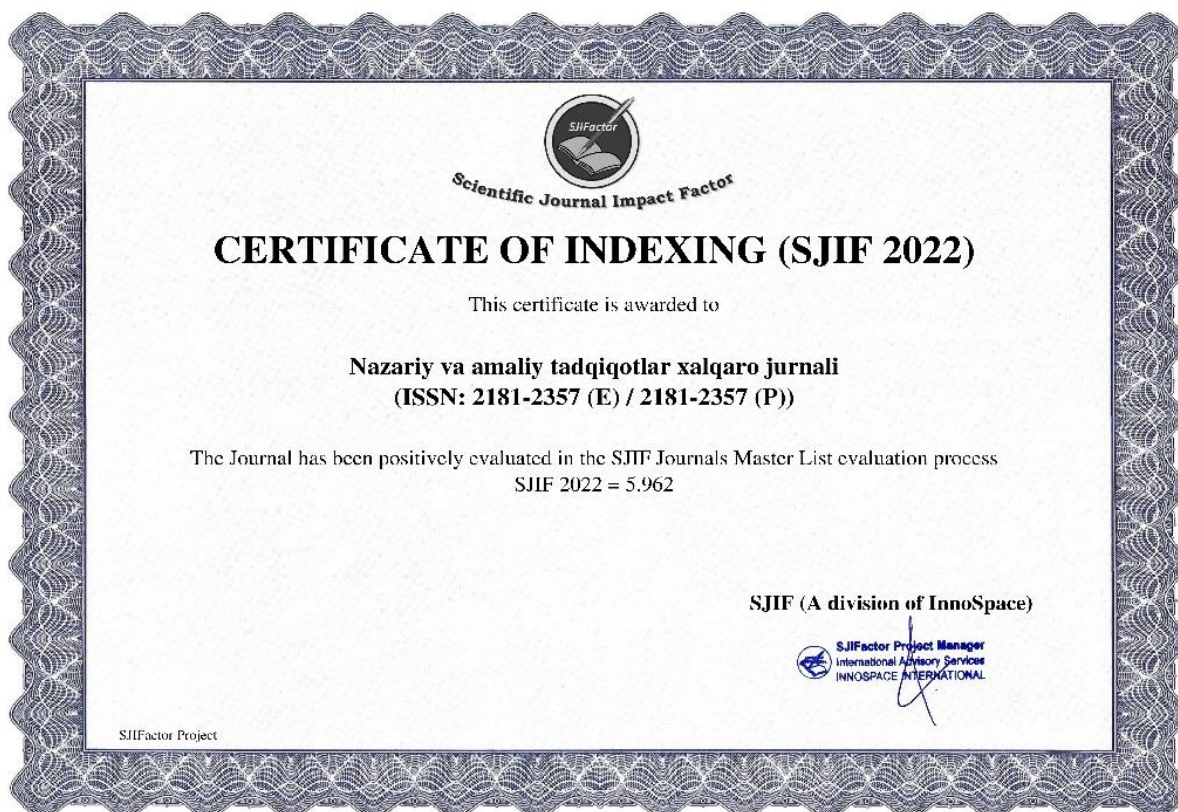 SJIFactor
Scientific Journal Impact Factor
CERTIFICATE OF INDEXING (SJIF 2022)
This certificate is awarded to
Nazariy va amaliy tadqiqotlar xalqaro jurnali
(ISSN: 2181-2357 (E) / 2181-2357 (P))
The Journal has been positively evaluated in the SJIF Journals Master List evaluation process
SJIF 2022 = 5.962
SJIF (A division of InnoSpace)
SJIFactor Project Manager
International Advisory Services
INNOSPACE INTERNATIONAL
SJIFactor Project